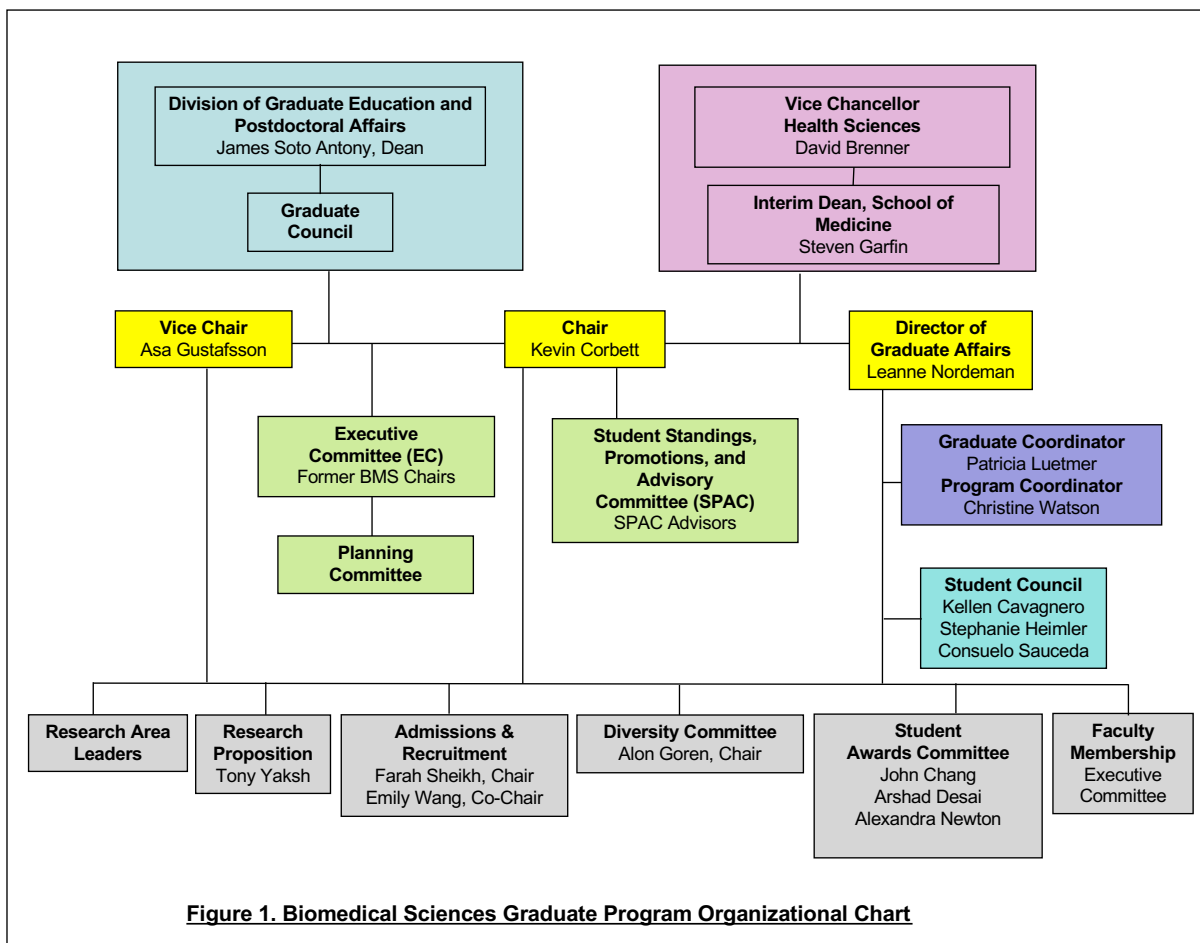 Division of Graduate Education and
Postdoctoral Affairs
James Soto Antony, Dean
Graduate
Council
Vice Chancellor
Health Sciences
David Brenner
Interim Dean, School of
Medicine
Steven Garfin
Vice Chair
Asa Gustafsson
Chair
Kevin Corbett
Director of
Graduate Affairs
Leanne Nordeman
Executive
Committee (EC)
Former BMS Chairs
Planning
Committee
Student Standings,
Promotions, and
Advisory
Committee (SPAC)
SPAC Advisors
Graduate Coordinator
Patricia Luetmer
Program Coordinator
Christine Watson
Student Council
Kellen Cavagnero
Stephanie Heimler
Consuelo Sauceda
Research Area
Leaders
Research
Proposition
Tony Yaksh
Admissions &
Recruitment
Farah Sheikh, Chair
Emily Wang, Co-Chair
Diversity Committee
Alon Goren, Chair
Student
Awards Committee
John Chang
Arshad Desai
Alexandra Newton
Faculty
Membership
Executive
Committee
Figure 1. Biomedical Sciences Graduate Program Organizational Chart